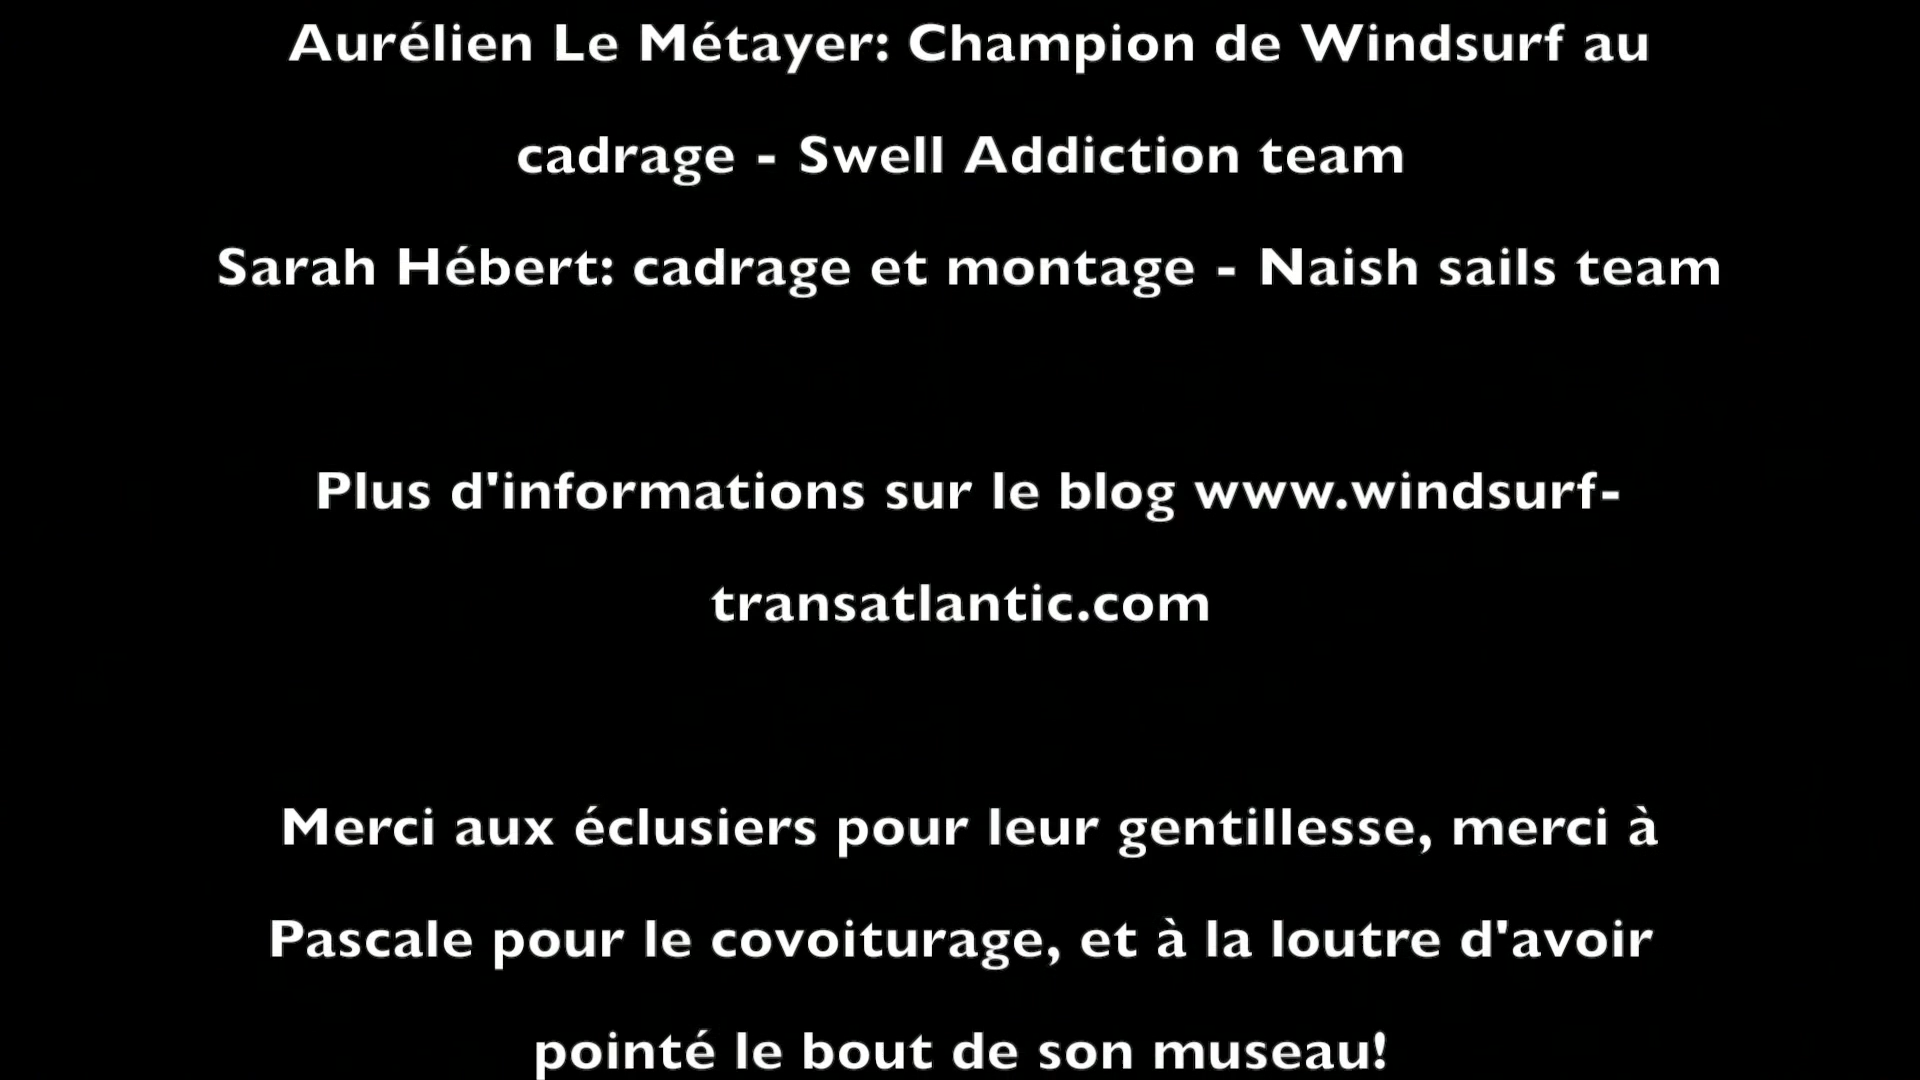 Aurélien Le Métayer: Champion de Windsurf au
cadrage - Swell Addiction team
Sarah Hébert: cadrage et montage - Naish sails team
Plus d'informations sur le blog www.windsurf-
transatlantic.com
Merci aux éclusiers pour leur gentillesse, merci à
Pascale pour le covoiturage, et à la loutre d'avoir
pointé le bout de son museau!